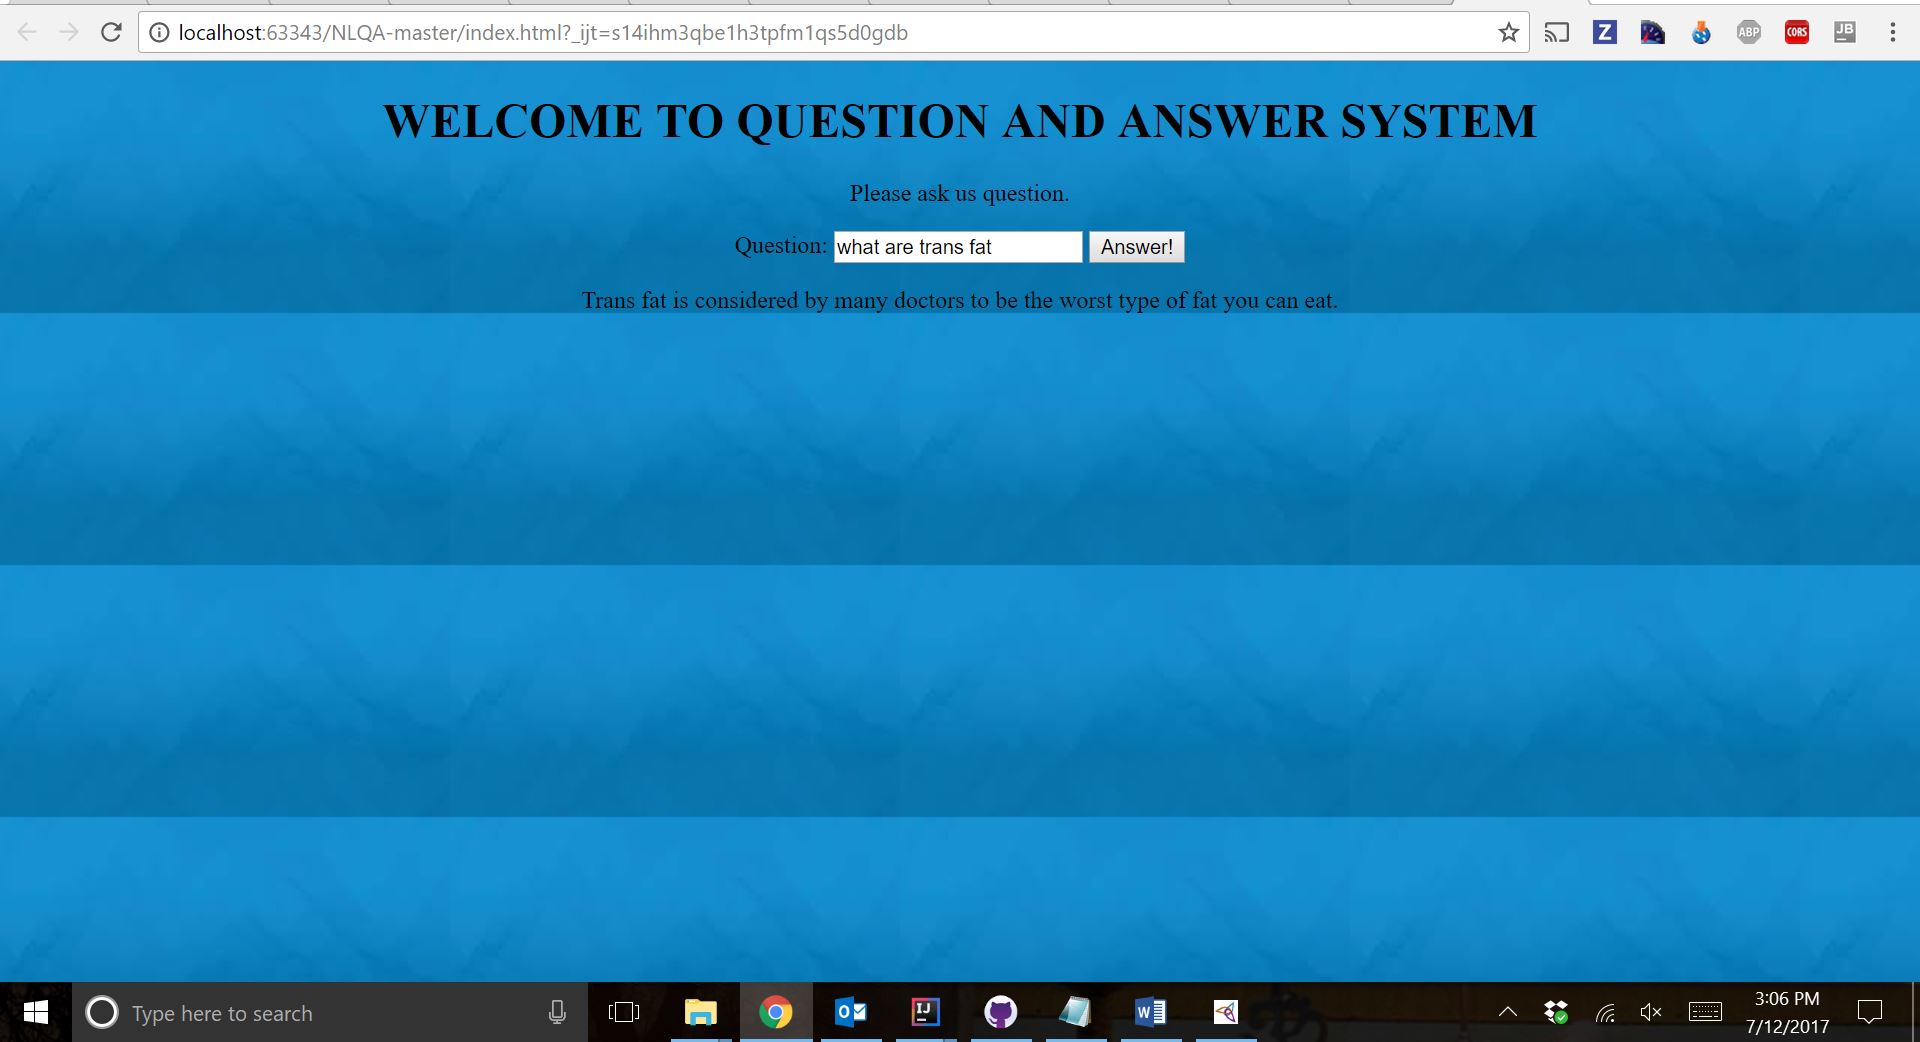 localhost:63343/NLQA-master/index.html?_ijt=s14ihm3qbe1h3tpfm1qs5d0gdb
Z ABP CORS JB
WELCOME TO QUESTION AND ANSWER SYSTEM
Please ask us question.
Question: what are trans fat Answer!
Trans fat is considered by many doctors to be the worst type of fat you can eat.
Type here to search
3:06 PM
7/12/2017